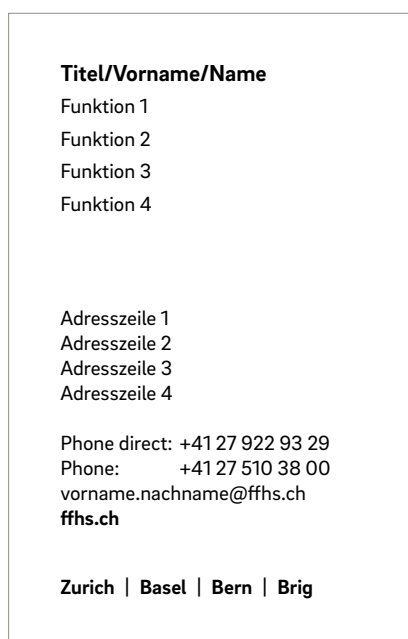 Titel/Vorname/Name
Funktion 1
Funktion 2
Funktion 3
Funktion 4
Adresszeile 1
Adresszeile 2
Adresszeile 3
Adresszeile 4
Phone direct: +41 27 922 93 29
Phone: +41 27 510 38 00
vorname.nachname@ffhs.ch
ffhs.ch
Zurich | Basel | Bern | Brig